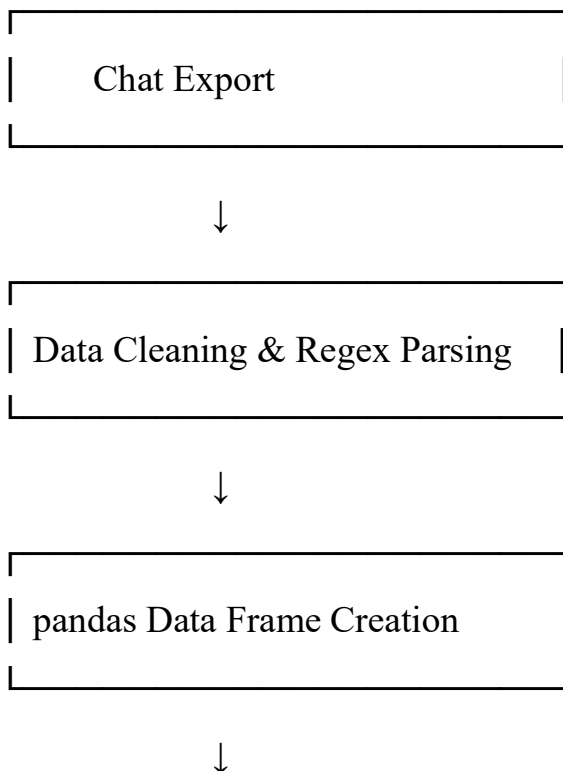 Chat Export
↓
Data Cleaning & Regex Parsing
↓
pandas Data Frame Creation
↓